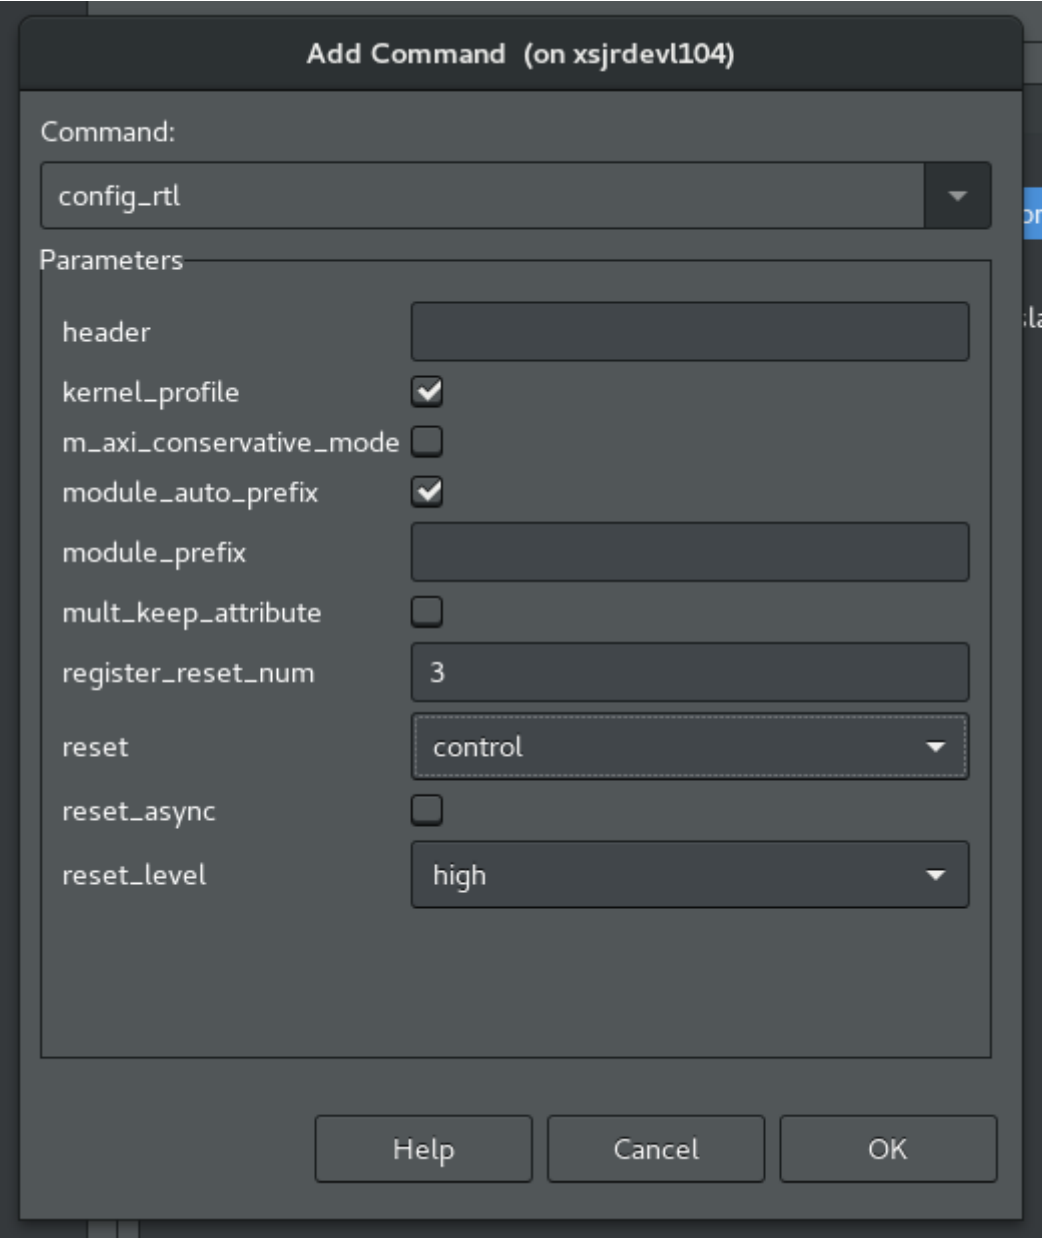 Add Command (on xsjrdevl104)
Command:
config_rtl
Parameters
header
kernel_profile
m_axi_conservative_mode
module_auto_prefix
module_prefix
mult_keep_attribute
register_reset_num 3
reset control
reset_async
reset_level high
Help Cancel OK